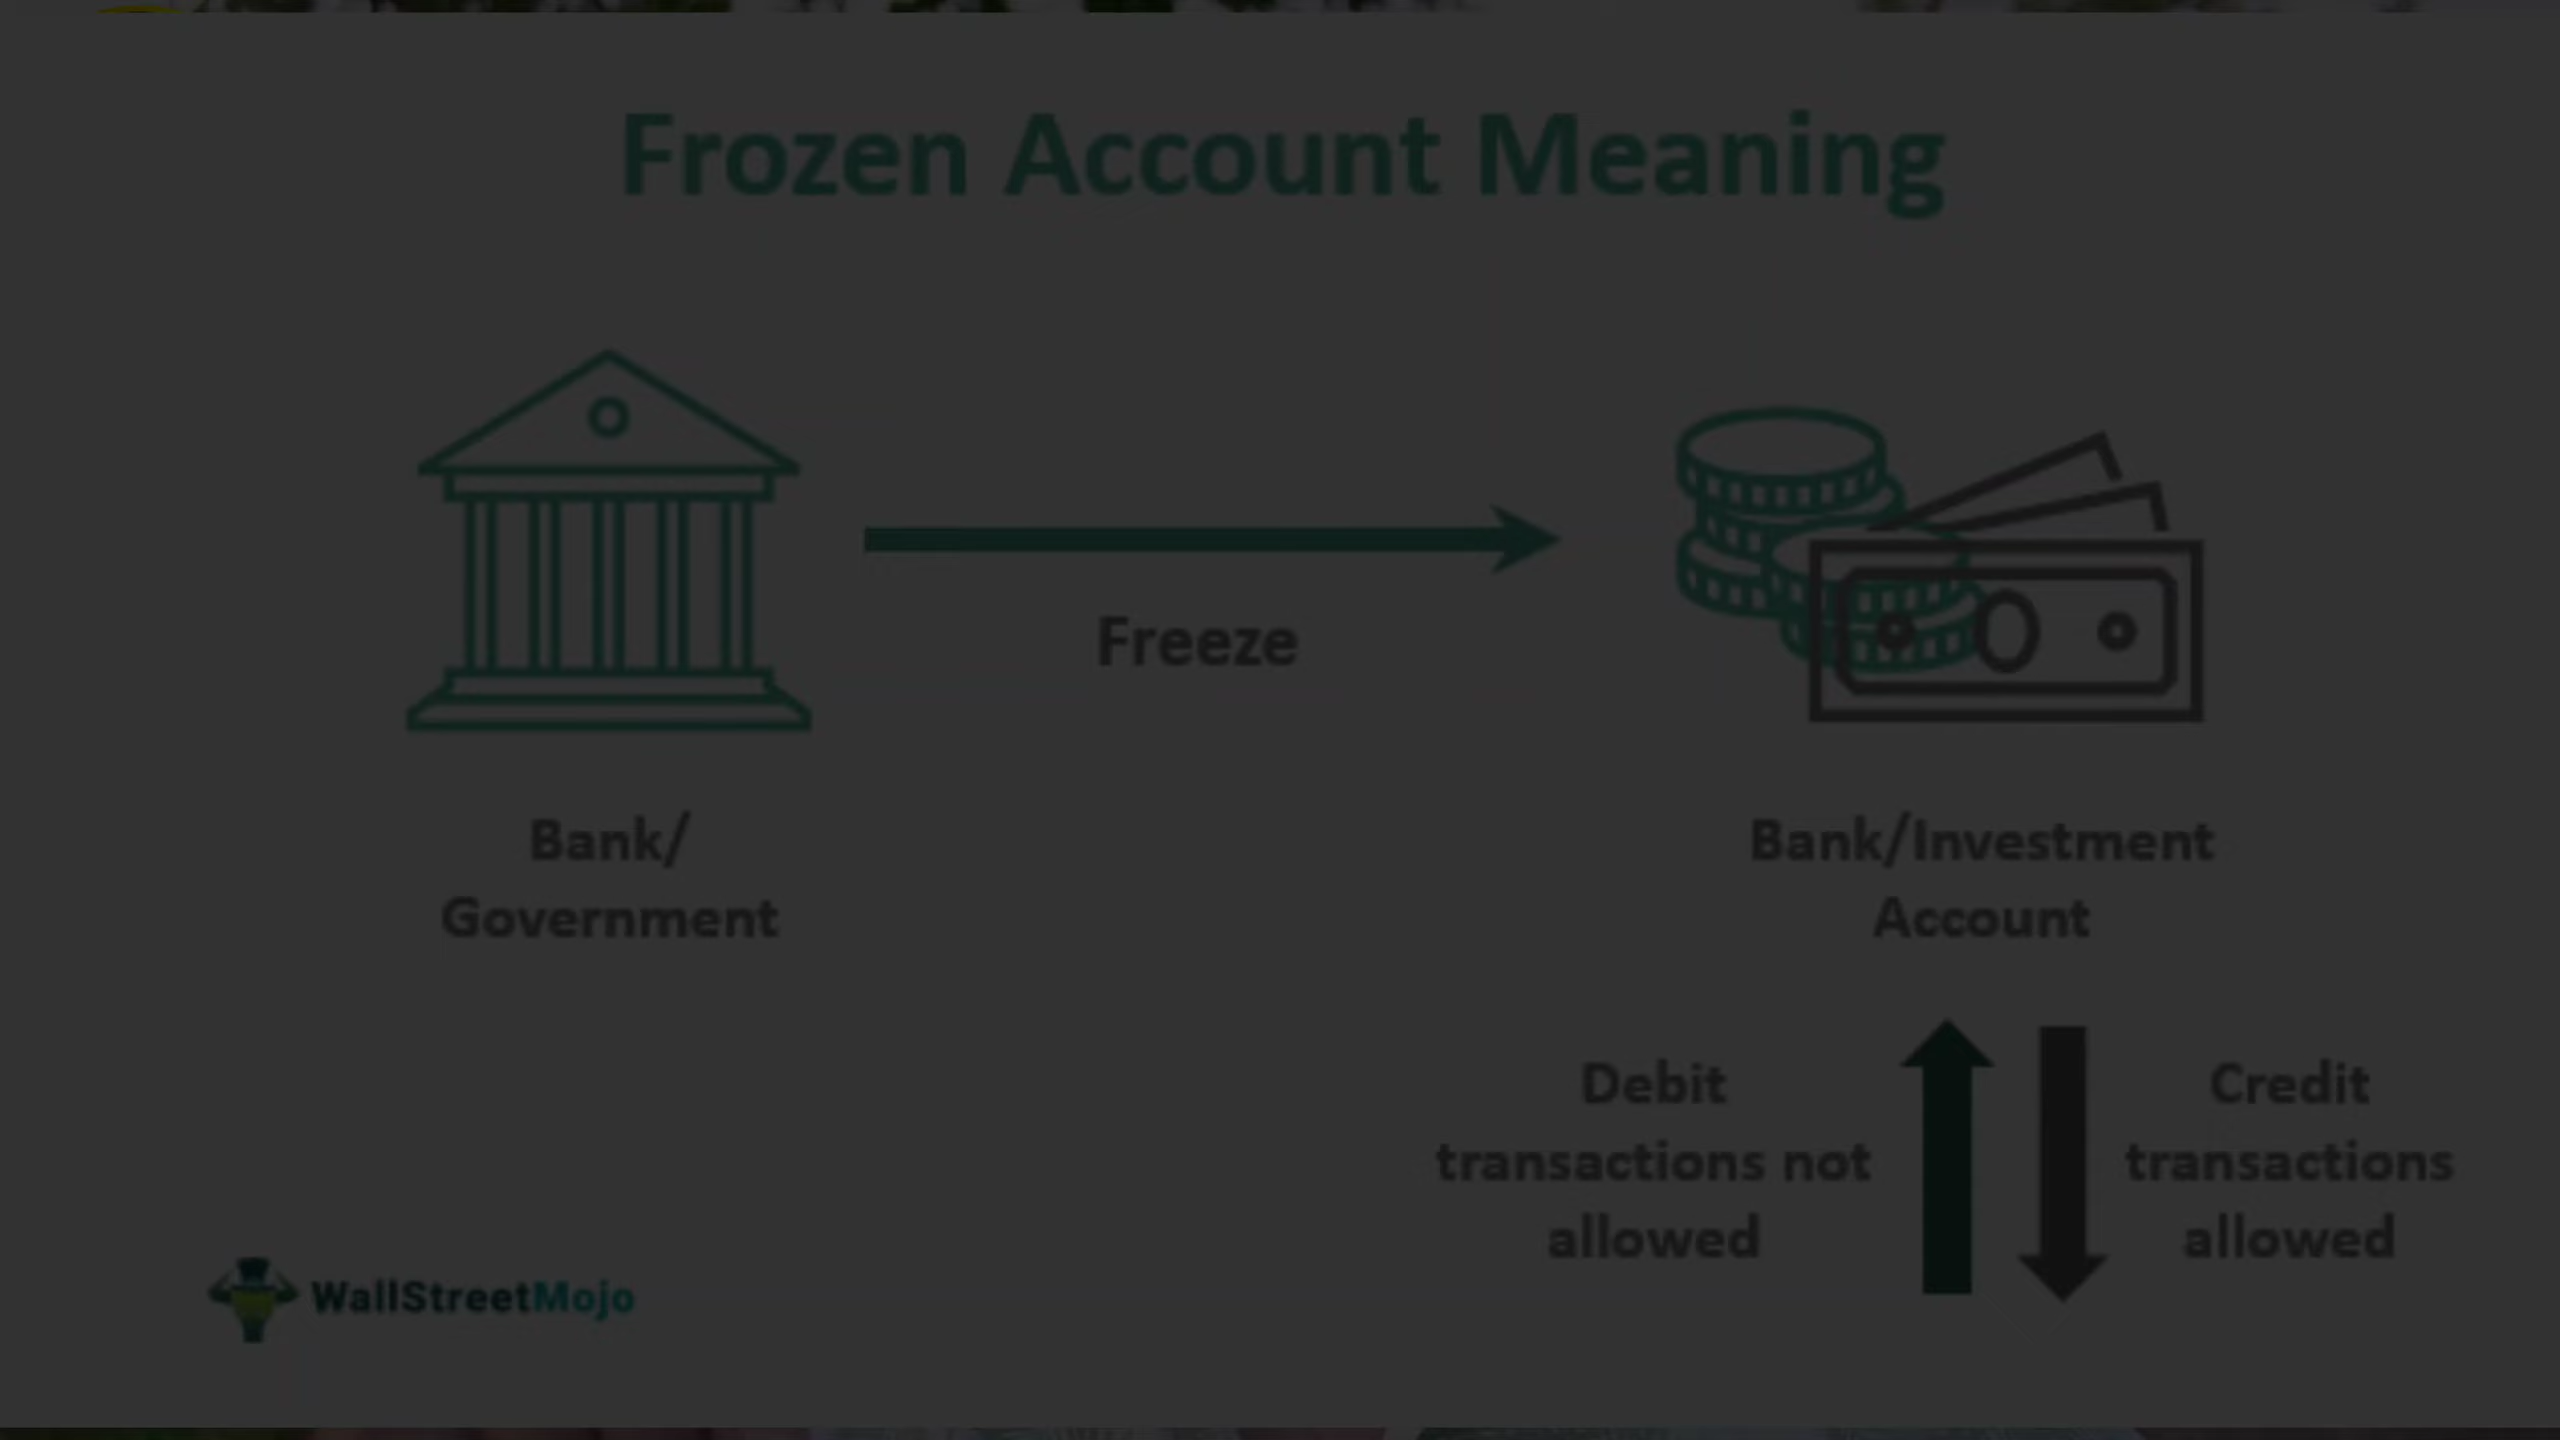 Frozen Account Meaning
Freeze
Bank/
Government
Bank/Investment
Account
Debit
transactions not
allowed
Credit
transactions
allowed
WallStreetMojo